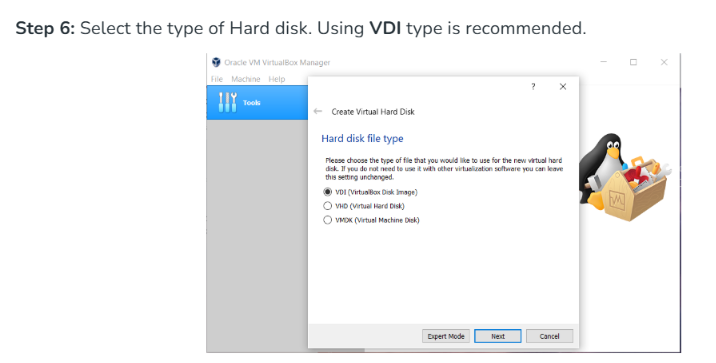 Step 6: Select the type of Hard disk. Using VDI type is recommended.
Oracle VM VirtualBox Manager
File Machine Help
Tools
?
Create Virtual Hard Disk
Hard disk file type
Please choose the type of file that you would like to use for the new virtual hard
disk. If you do not need to use it with other virtualization software you can leave
this setting unchanged.
VDI (VirtualBox Disk Image)
VHD (Virtual Hard Disk)
VMDK (Virtual Machine Disk)
Expert Mode Next Cancel